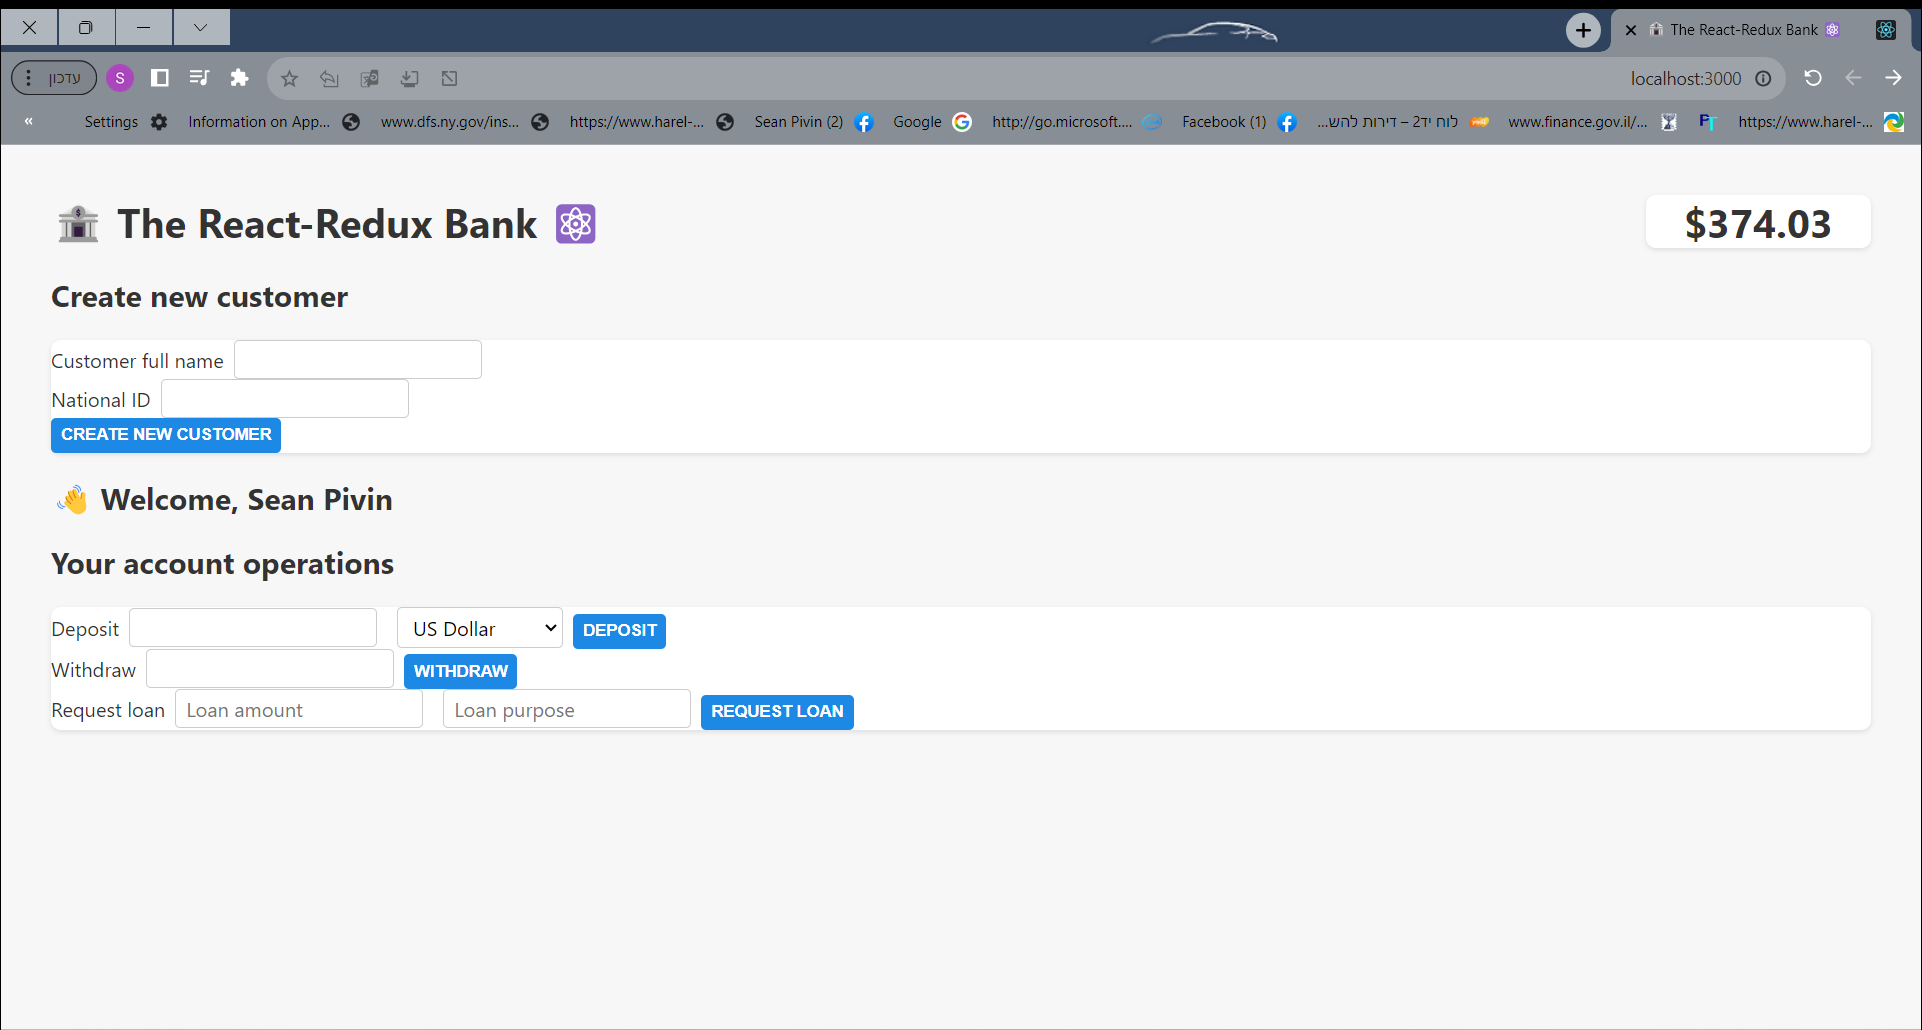 The React-Redux Bank
עדכון
S
localhost:3000
«
Settings
Information on App...
www.dfs.ny.gov/ins...
https://www.harel-...
Sean Pivin (2)
Google
http://go.microsoft....
Facebook (1)
לוח יד2 – דירות להש...
www.finance.gov.il/...
PT
https://www.harel-...
The React-Redux Bank
$374.03
Create new customer
Customer full name
National ID
CREATE NEW CUSTOMER
Welcome, Sean Pivin
Your account operations
Deposit US Dollar DEPOSIT
Withdraw WITHDRAW
Request loan Loan amount Loan purpose REQUEST LOAN